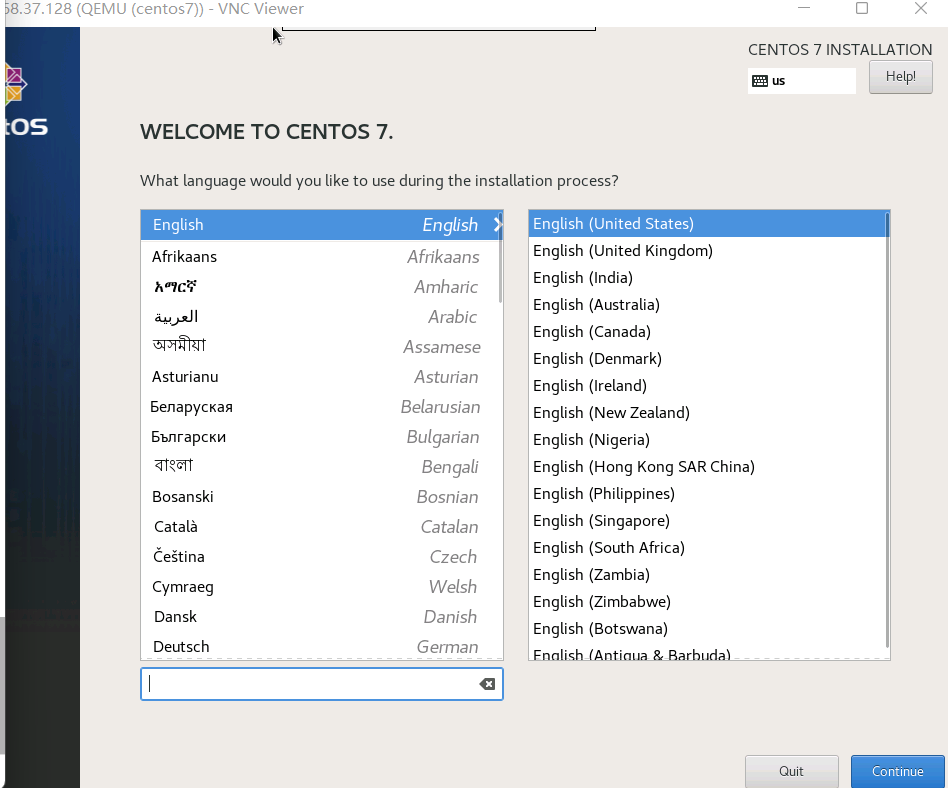 58.37.128 (QEMU (centos7)) - VNC Viewer
CENTOS 7 INSTALLATION
us
Help!
tOS
WELCOME TO CENTOS 7.
What language would you like to use during the installation process?
English English
Afrikaans Afrikaans
አማርኛ Amharic
العربية Arabic
অসমীয়া Assamese
Asturianu Asturian
Беларуская Belarusian
Български Bulgarian
বাংলা Bengali
Bosanski Bosnian
Català Catalan
Čeština Czech
Cymraeg Welsh
Dansk Danish
Deutsch German
English (United States)
English (United Kingdom)
English (India)
English (Australia)
English (Canada)
English (Denmark)
English (Ireland)
English (New Zealand)
English (Nigeria)
English (Hong Kong SAR China)
English (Philippines)
English (Singapore)
English (South Africa)
English (Zambia)
English (Zimbabwe)
English (Botswana)
English (Antigua & Barbuda)
Quit
Continue